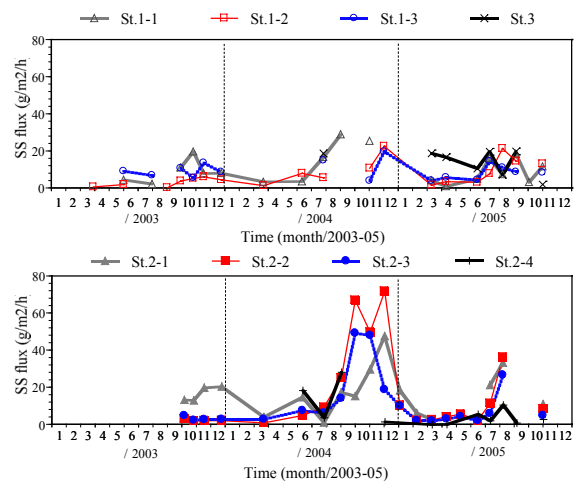 St.1-1 St.1-2 St.1-3 St.3
80
60
40
20
0
SS flux (g/m2/h)
1 2 3 4 5 6 7 8 9 10 11 12 1 2 3 4 5 6 7 8 9 10 11 12 1 2 3 4 5 6 7 8 9 10 11
/ 2003 / 2004 / 2005
Time (month/2003-05)
St.2-1 St.2-2 St.2-3 St.2-4
80
60
40
20
0
SS flux (g/m2/h)
1 2 3 4 5 6 7 8 9 10 11 12 1 2 3 4 5 6 7 8 9 10 11 12 1 2 3 4 5 6 7 8 9 10 11
/ 2003 / 2004 / 2005
Time (month/2003-05)